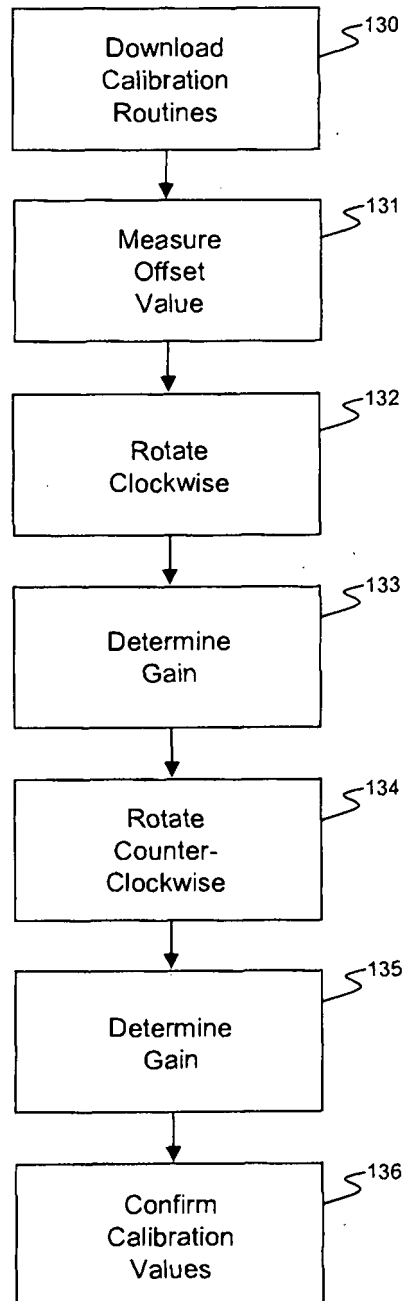 130
Download
Calibration
Routines
131
Measure
Offset
Value
132
Rotate
Clockwise
133
Determine
Gain
134
Rotate
Counter-
Clockwise
135
Determine
Gain
136
Confirm
Calibration
Values